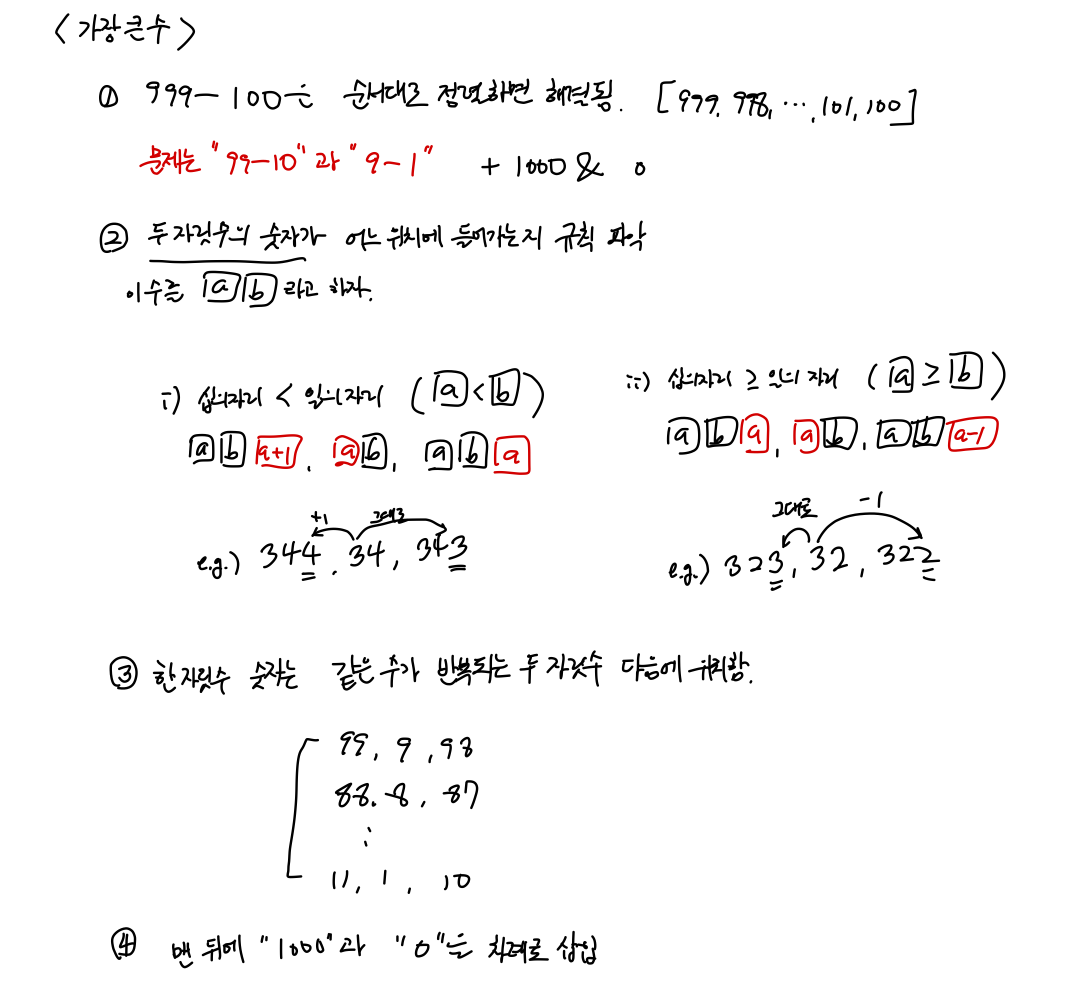 <가장 큰 수>
① 999-100은 순서대로 정렬하면 해결됨. [999, 998, ⋯, 101, 100]
문제는 "99-10"과 "9-1" + 1000 & 0
② 두 자릿수의 숫자가 어느 위치에 들어가는지 규칙 파악
이 수를 a b 라고 하자.
i) 십의자리 < 일의자리 (a < b)
a b a+1, a b, a b a
+1 그대로
e.g.) 344, 34, 343
ii) 십의자리 ≥ 일의 자리 (a ≥ b)
a b a, a b, a b a-1
그대로 -1
e.g.) 323, 32, 322
③ 한 자릿수 숫자는 같은 수가 반복되는 두 자릿수 다음에 위치함.
99, 9, 98
88, 8, 87
⋮
11, 1, 10
④ 맨 뒤에 "1000"과 "0"을 차례로 삽입